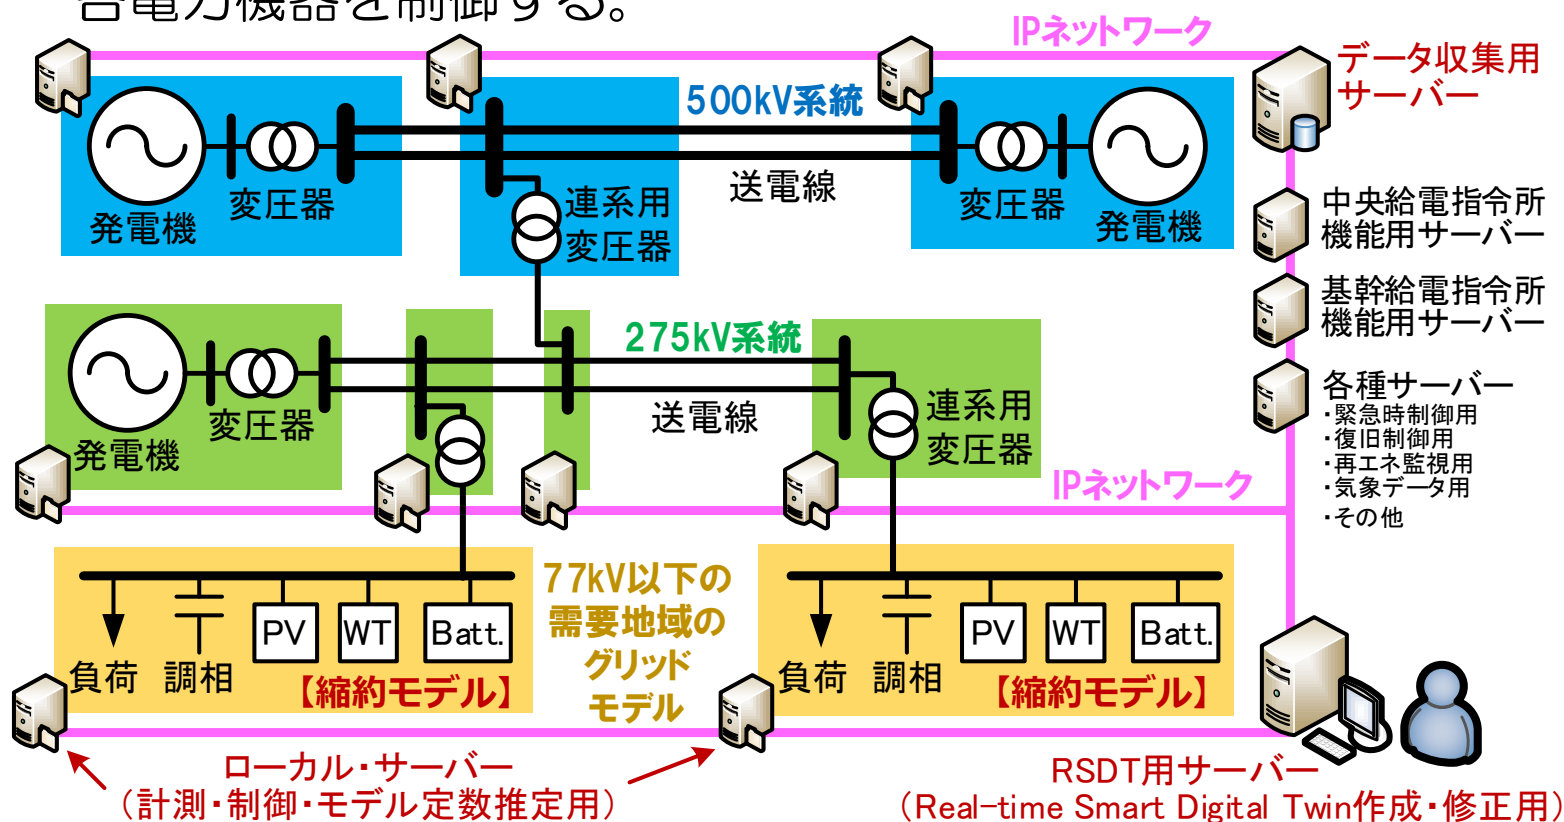 各電力機器を制御する。
IPネットワーク
データ収集用
サーバー
500kV系統
送電線
変圧器
発電機
連系用
変圧器
変圧器
発電機
中央給電指令所
機能用サーバー
基幹給電指令所
機能用サーバー
275kV系統
送電線
変圧器
発電機
連系用
変圧器
各種サーバー
・緊急時制御用
・復旧制御用
・再エネ監視用
・気象データ用
・その他
IPネットワーク
77kV以下の
需要地域の
グリッド
モデル
PV
WT
Batt.
負荷
調相
【縮約モデル】
PV
WT
Batt.
負荷
調相
【縮約モデル】
ローカル・サーバー
（計測・制御・モデル定数推定用）
RSDT用サーバー
（Real-time Smart Digital Twin作成・修正用）